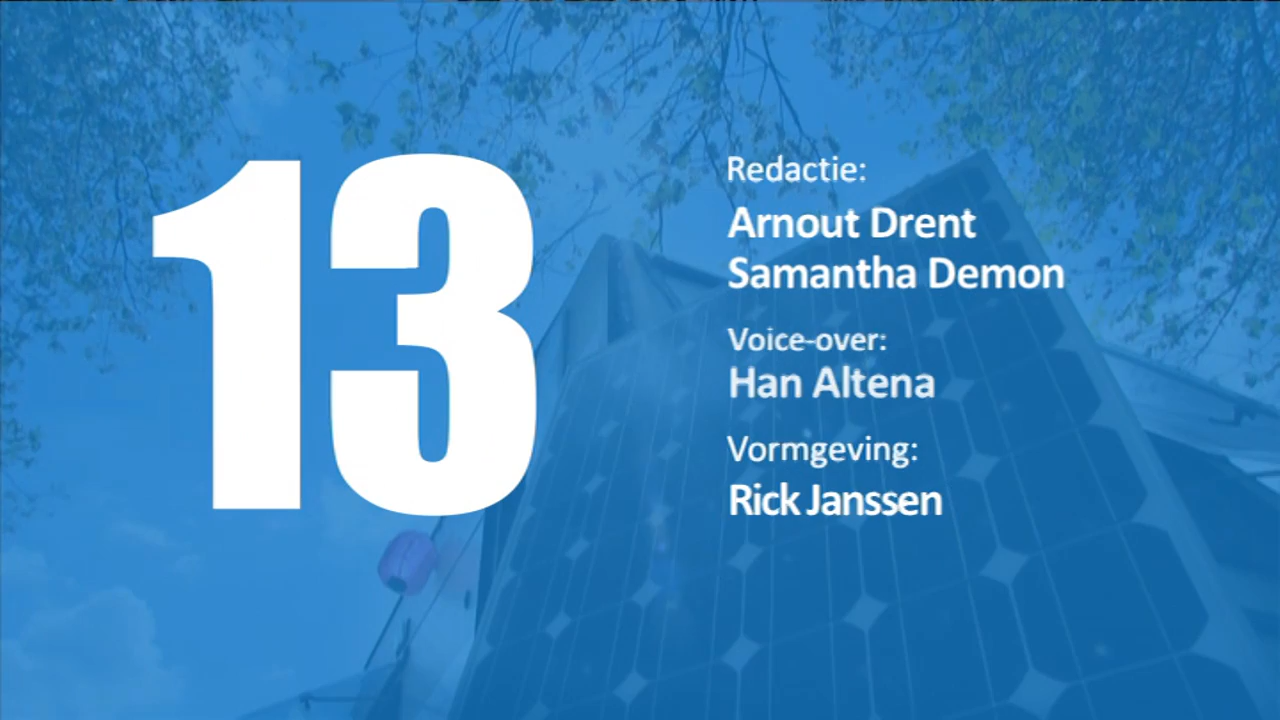 13
Redactie:
Arnout Drent
Samantha Demon
Voice-over:
Han Altena
Vormgeving:
Rick Janssen